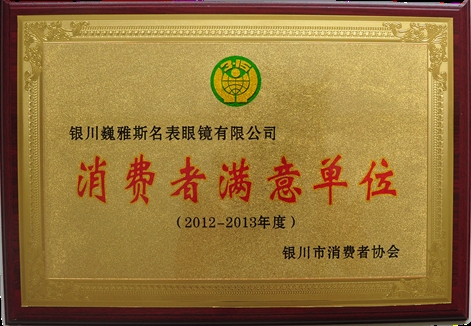 银川巍雅斯名表眼镜有限公司
消费者满意单位
（2012-2013年度）
银川市消费者协会